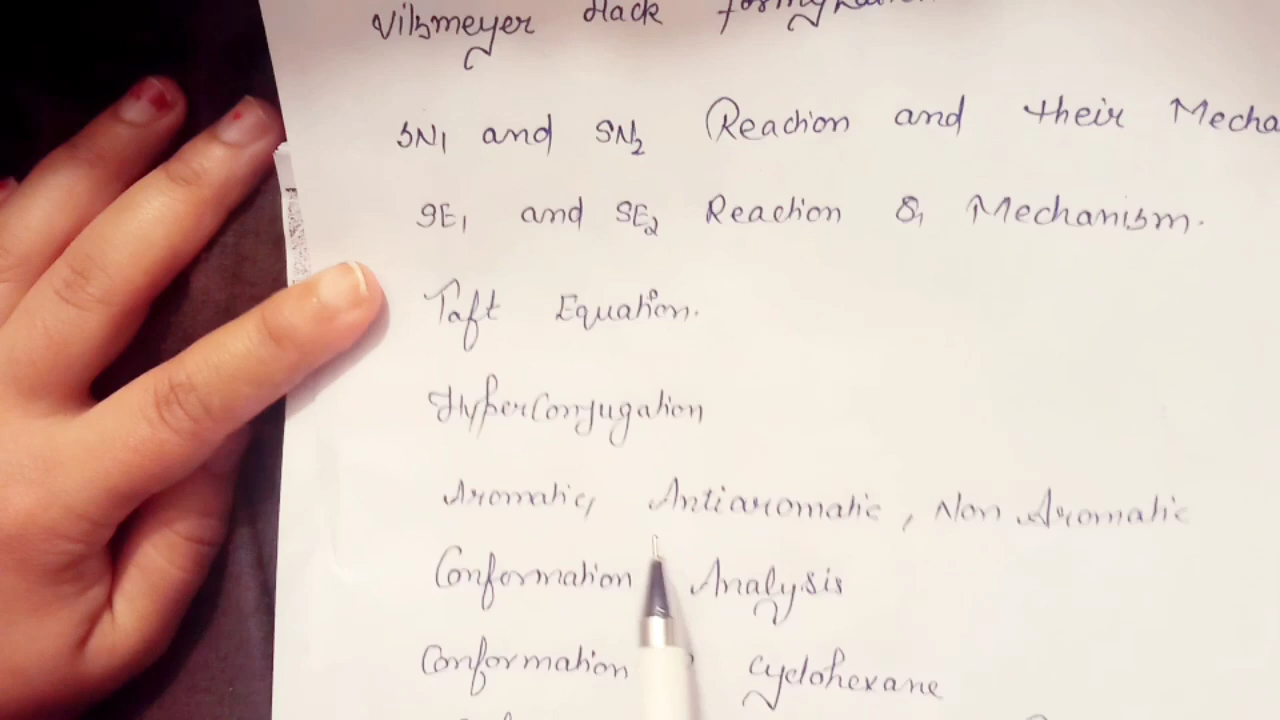 Vilsmeyer Hack
SN1 and SN2 Reaction and their Mecha
SE1 and SE2 Reaction & Mechanism.
Taft Equation.
HyperConjugation
Aromatic, Antiaromatic, Non Aromatic
Conformation Analysis
Conformation cyclohexane